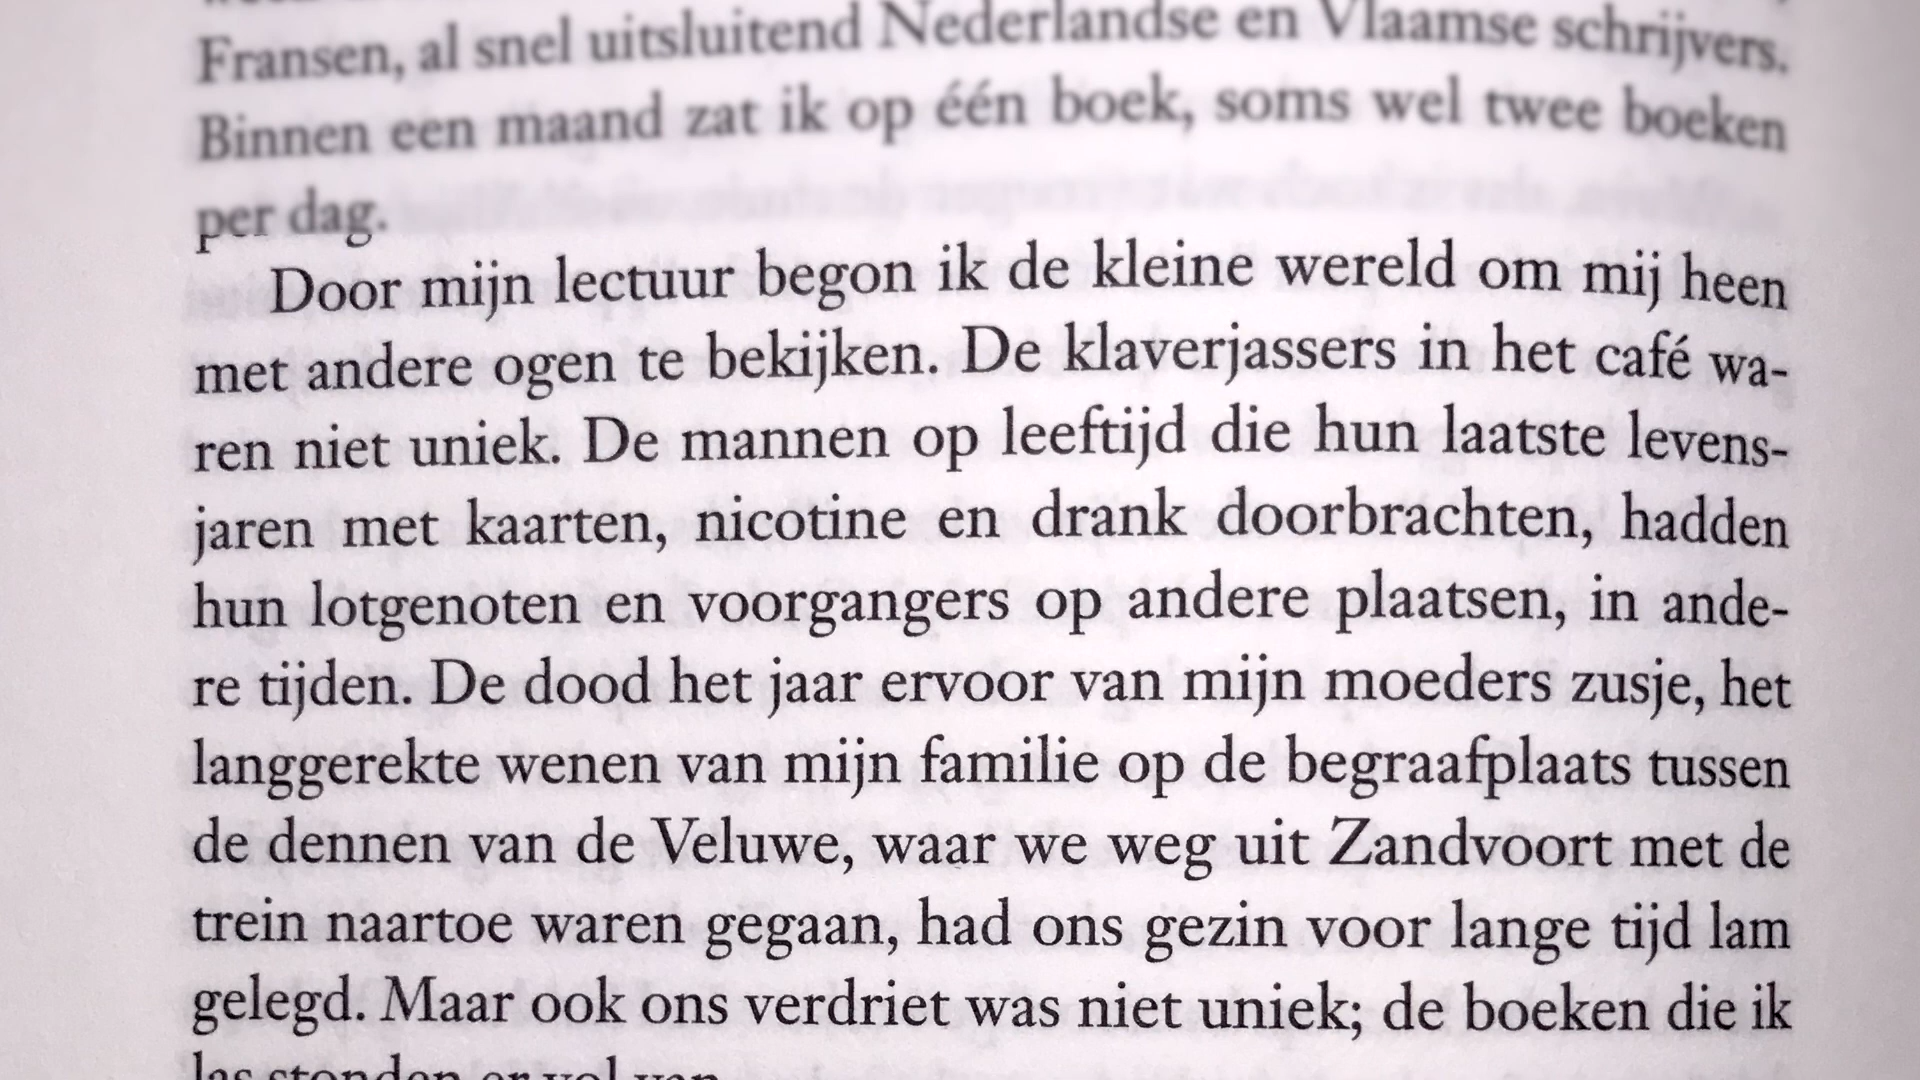 Fransen, al snel uitsluitend Nederlandse en Vlaamse schrijvers.
Binnen een maand zat ik op één boek, soms wel twee boeken
per dag.
Door mijn lectuur begon ik de kleine wereld om mij heen
met andere ogen te bekijken. De klaverjassers in het café wa-
ren niet uniek. De mannen op leeftijd die hun laatste levens-
jaren met kaarten, nicotine en drank doorbrachten, hadden
hun lotgenoten en voorgangers op andere plaatsen, in ande-
re tijden. De dood het jaar ervoor van mijn moeders zusje, het
langgerekte wenen van mijn familie op de begraafplaats tussen
de dennen van de Veluwe, waar we weg uit Zandvoort met de
trein naartoe waren gegaan, had ons gezin voor lange tijd lam
gelegd. Maar ook ons verdriet was niet uniek; de boeken die ik
las stonden er vol van